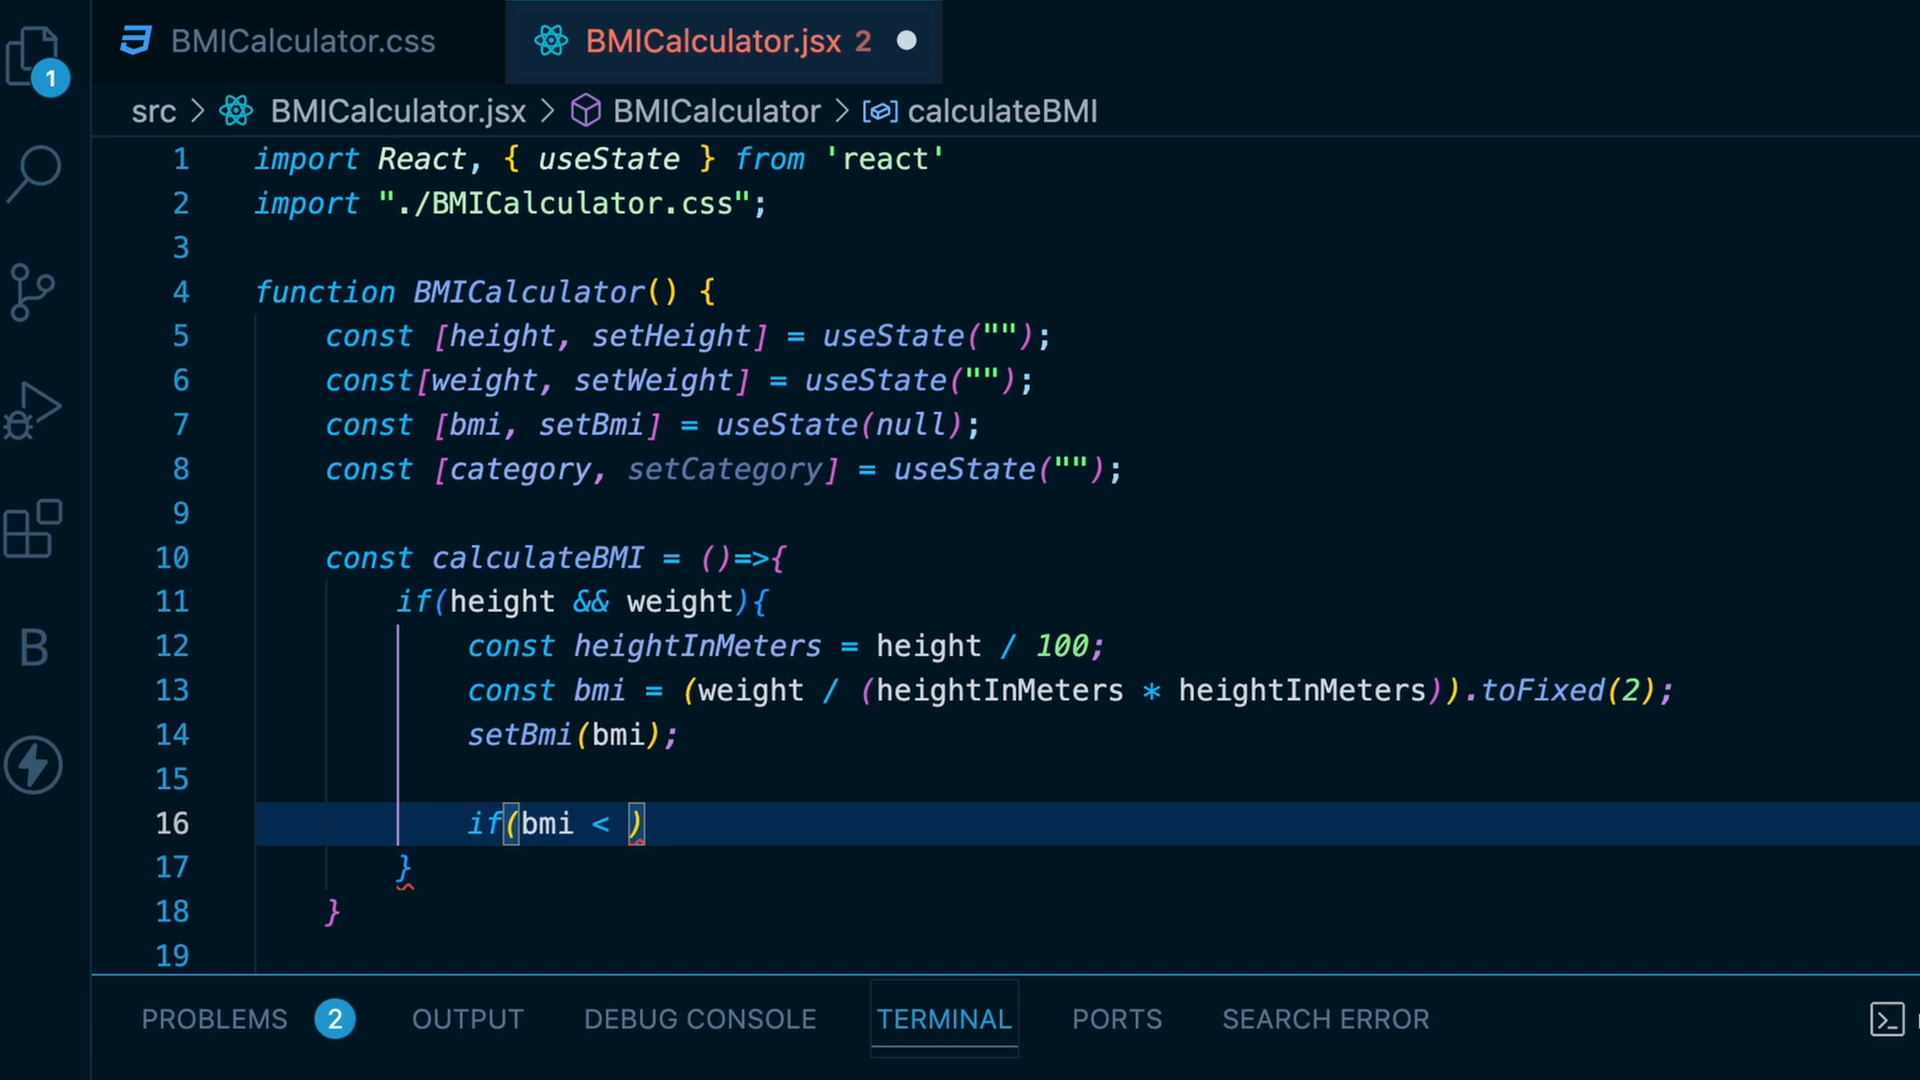 BMICalculator.css
BMICalculator.jsx 2
1
src > BMICalculator.jsx > BMICalculator > calculateBMI
1 import React, { useState } from 'react'
2 import "./BMICalculator.css";
3
4 function BMICalculator() {
5 const [height, setHeight] = useState("");
6 const[weight, setWeight] = useState("");
7 const [bmi, setBmi] = useState(null);
8 const [category, setCategory] = useState("");
9
10 const calculateBMI = ()=>{
11 if(height && weight){
12 const heightInMeters = height / 100;
13 const bmi = (weight / (heightInMeters * heightInMeters)).toFixed(2);
14 setBmi(bmi);
15
16 if(bmi < )
17 }
18 }
19
B
PROBLEMS 2 OUTPUT DEBUG CONSOLE TERMINAL PORTS SEARCH ERROR